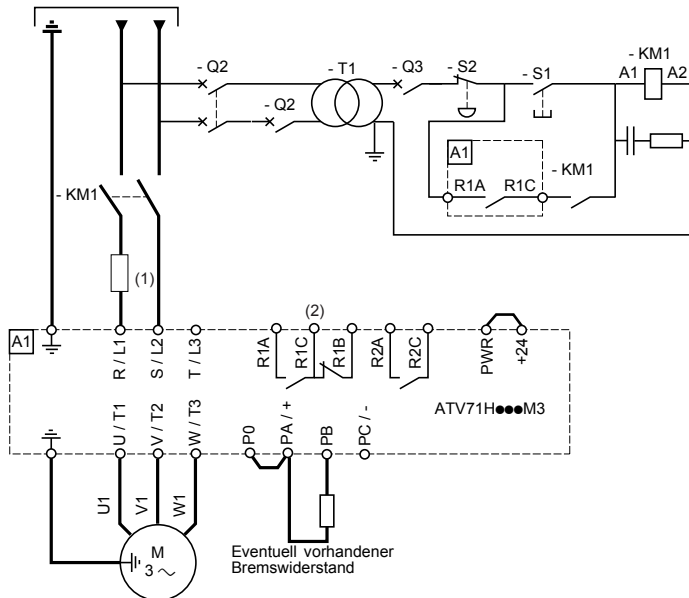 - Q2
- T1
- Q3
- S2
- S1
- KM1
A1
A2
- Q2
A1
R1A
R1C
- KM1
- KM1
(1)
(2)
A1
R / L1
S / L2
T / L3
R1A
R1C
R1B
R2A
R2C
PWR
+24
ATV71H●●●M3
U / T1
V / T2
W / T3
P0
PA / +
PB
PC / -
U1
V1
W1
M
3 ~
Eventuell vorhandener
Bremswiderstand